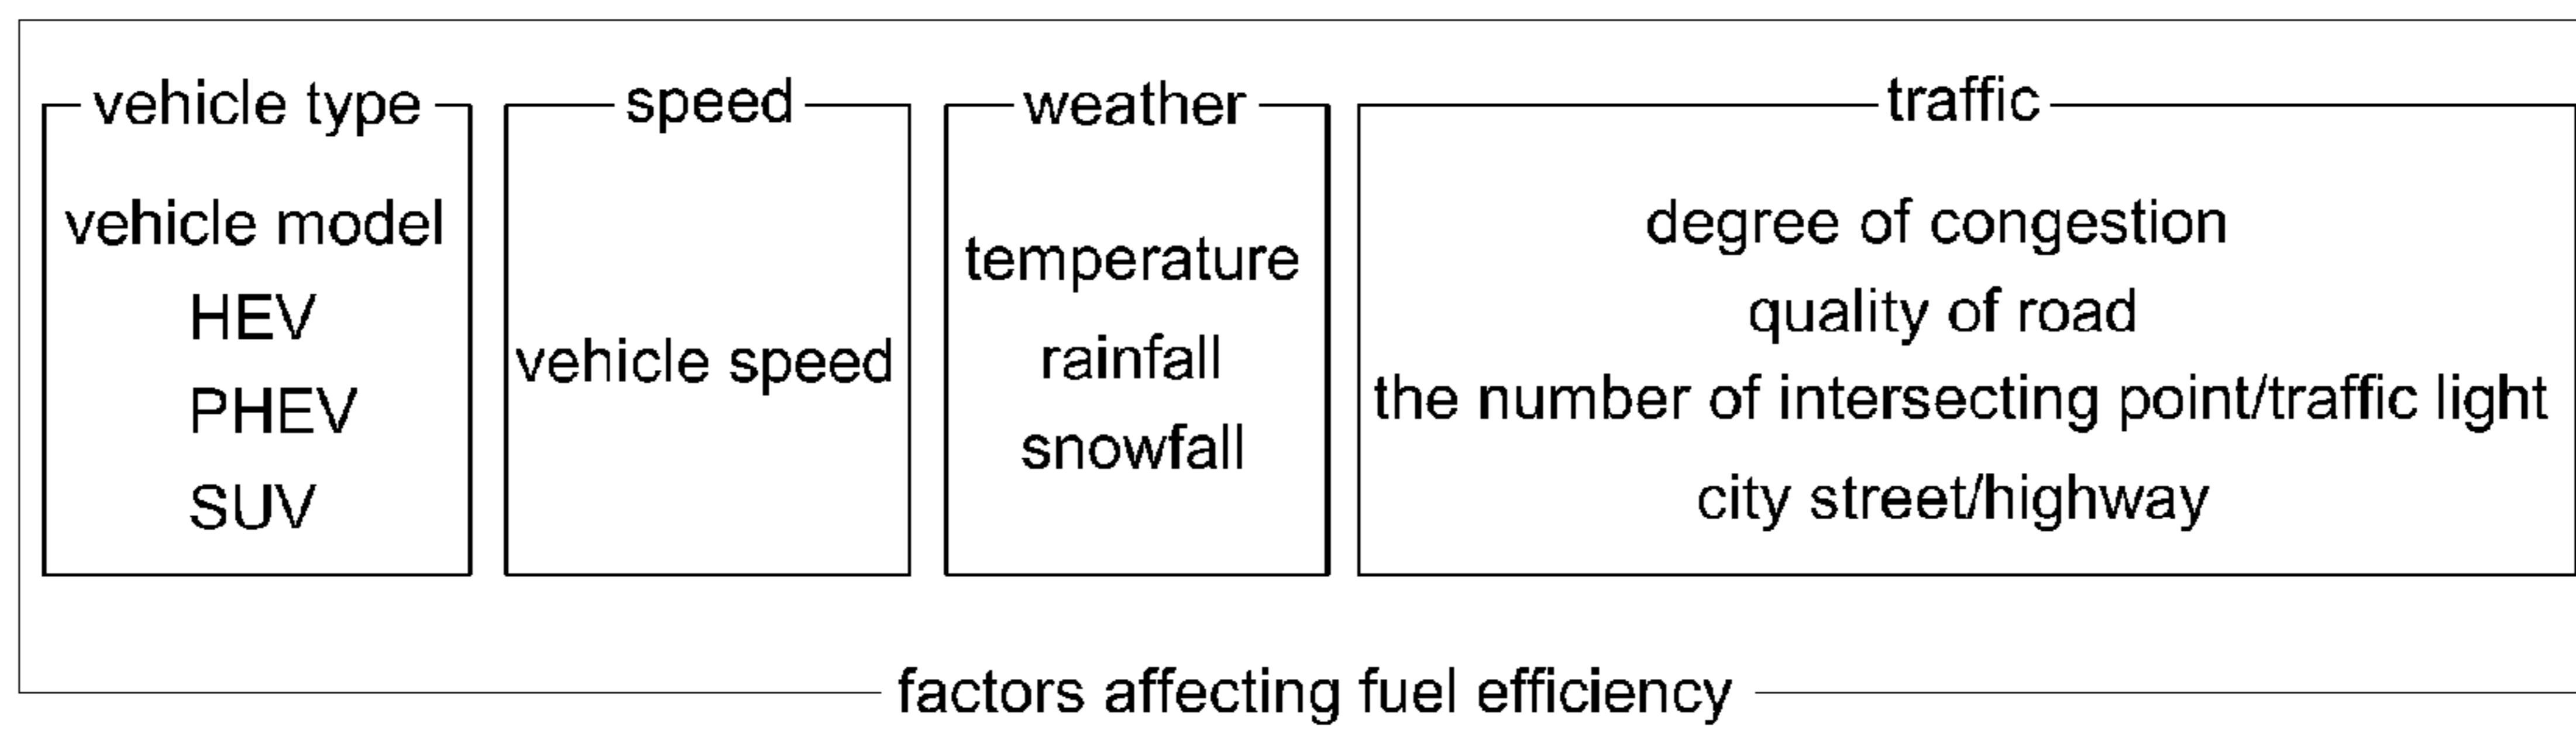 vehicle type
vehicle model
HEV
PHEV
SUV
speed
vehicle speed
weather
temperature
rainfall
snowfall
traffic
degree of congestion
quality of road
the number of intersecting point/traffic light
city street/highway
factors affecting fuel efficiency